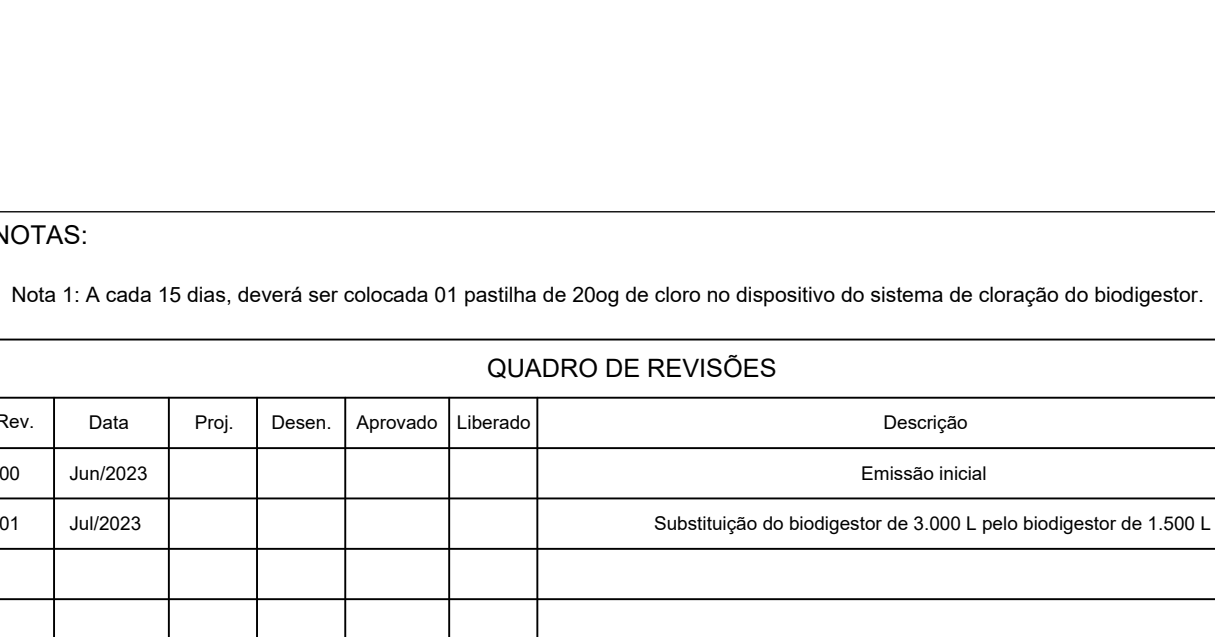 NOTAS:
Nota 1: A cada 15 dias, deverá ser colocada 01 pastilha de 20og de cloro no dispositivo do sistema de cloração do biodigestor.
QUADRO DE REVISÕES
Rev. Data Proj. Desen. Aprovado Liberado Descrição
00 Jun/2023 Emissão inicial
01 Jul/2023 Substituição do biodigestor de 3.000 L pelo biodigestor de 1.500 L